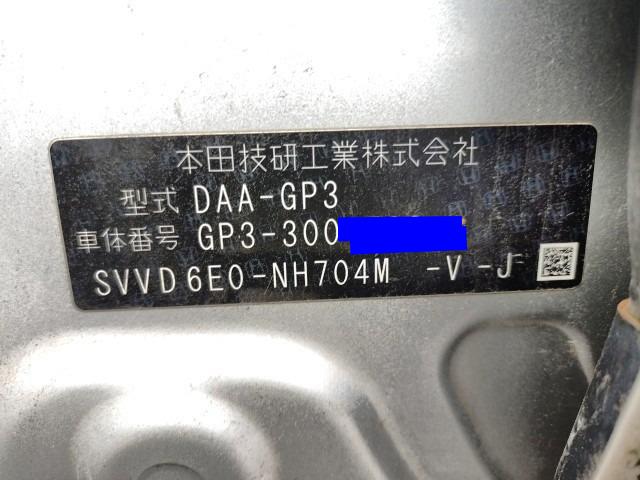 本田技研工業株式会社
型式 DAA-GP3
車体番号 GP3-300
SVVD6E0-NH704M -V -J